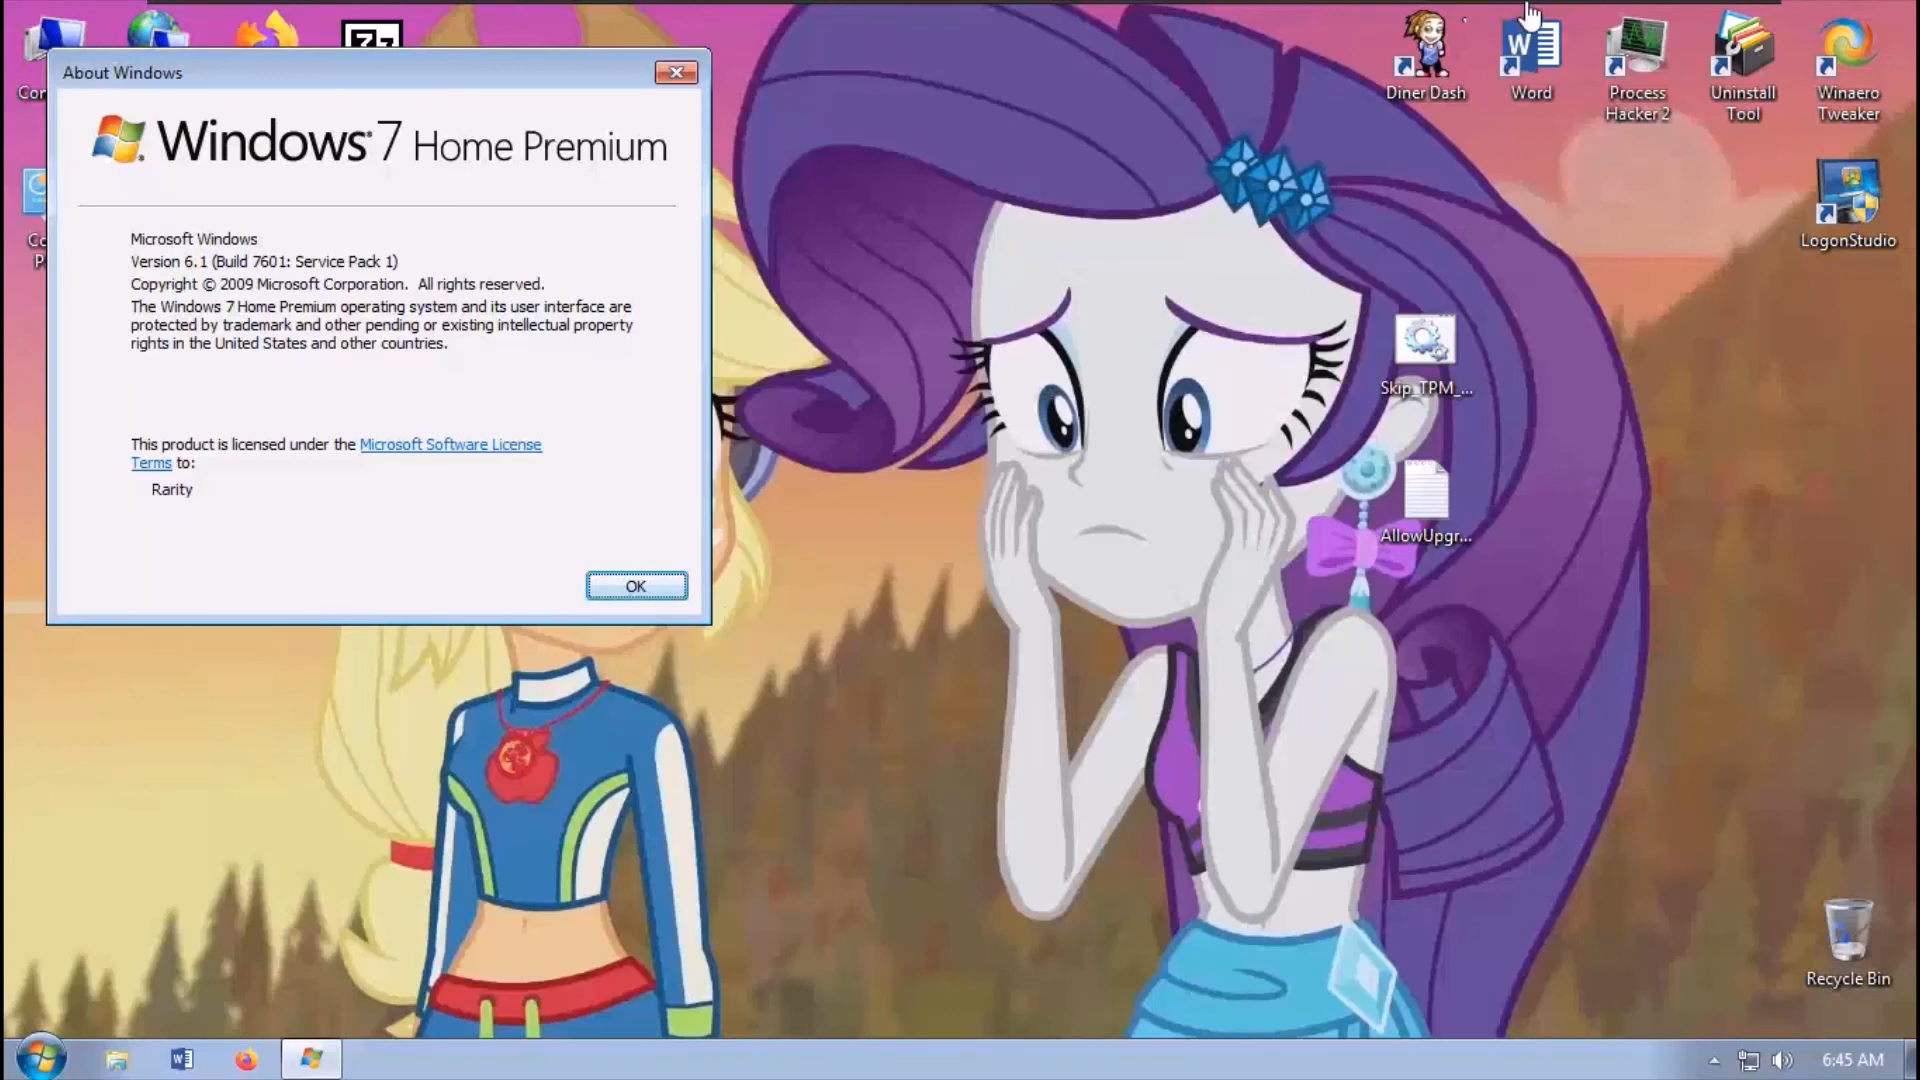 About Windows
Windows 7 Home Premium
Microsoft Windows
Version 6.1 (Build 7601: Service Pack 1)
Copyright © 2009 Microsoft Corporation. All rights reserved.
The Windows 7 Home Premium operating system and its user interface are
protected by trademark and other pending or existing intellectual property
rights in the United States and other countries.
This product is licensed under the Microsoft Software License
Terms to:
Rarity
OK
Diner Dash
Word
Process
Hacker 2
Uninstall
Tool
Winaero
Tweaker
LogonStudio
Skip_TPM_...
AllowUpgr...
Recycle Bin
6:45 AM